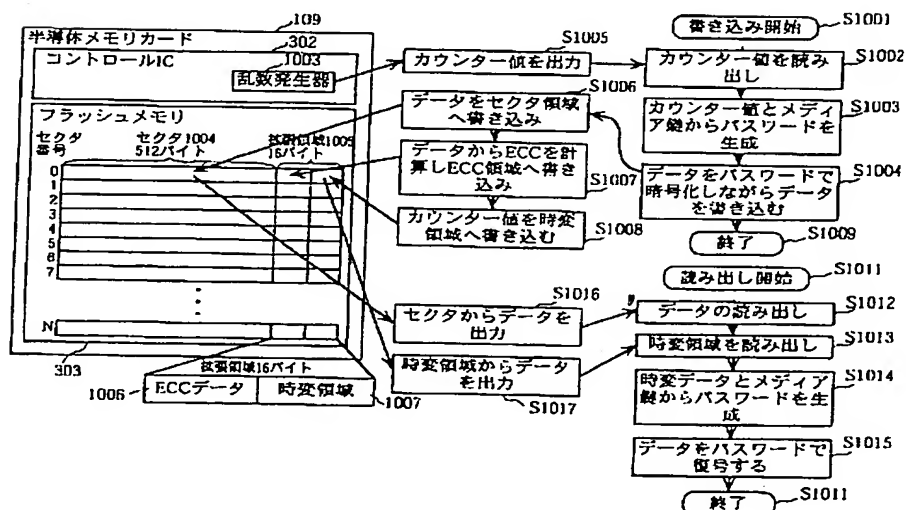 109
半導体メモリカード
302
コントロールIC
1003
乱数発生器
フラッシュメモリ
セクタ
番号
セクタ1004
512バイト
拡張領域1005
16バイト
0
1
2
3
4
5
6
7
N
303
拡張領域16バイト
1006
ECCデータ
時変領域
1007
S1005
カウンター値を出力
S1006
データをセクタ領域
へ書き込み
データからECCを計
算しECC領域へ書き
込み
S1007
カウンター値を時変
領域へ書き込む
S1008
書き込み開始
S1001
カウンター値を読み
出し
S1002
カウンター値とメディ
ア鍵からパスワードを
生成
S1003
データをパスワードで
暗号化しながらデータ
を書き込む
S1004
終了
S1009
読み出し開始
S1011
S1016
セクタからデータを
出力
時変領域からデータ
を出力
S1017
データの読み出し
S1012
時変領域を読み出し
S1013
時変データとメディア
鍵からパスワードを生
成
S1014
データをパスワードで
復号する
S1015
終了
S1011